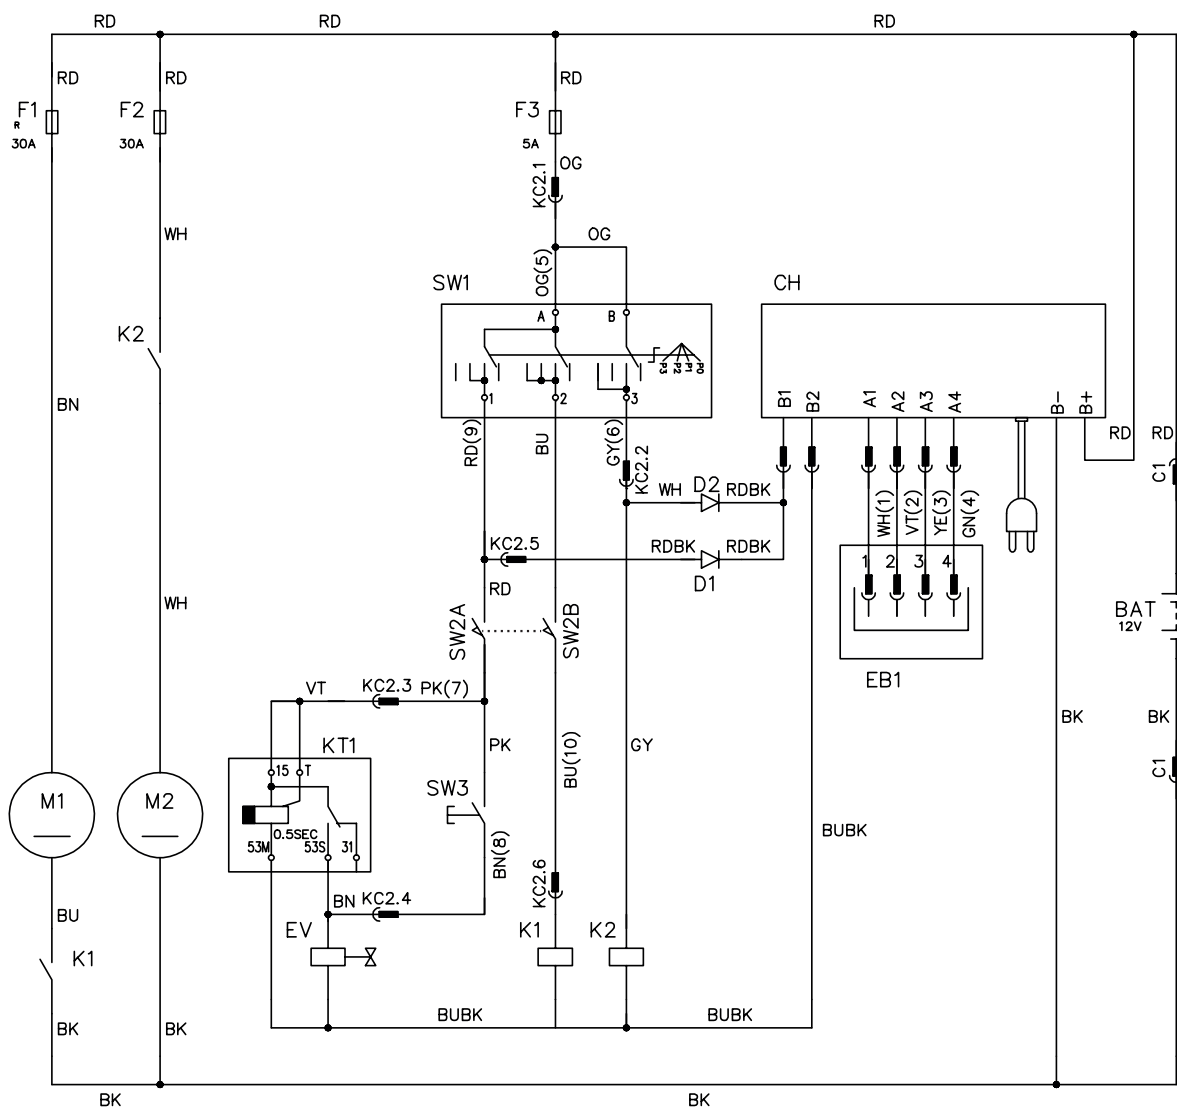 RD
RD
RD
RD
RD
RD
F1
R
30A
F2
30A
F3
5A
OG
KC2.1
WH
OG
OG(5)
SW1
CH
A
B
K2
P3
P2
P1
P0
1
2
3
B1
B2
A1
A2
A3
A4
B-
B+
BN
RD(9)
BU
GY(6)
KC2.2
RD
RD
C1
WH
D2
RDBK
WH(1)
VT(2)
YE(3)
GN(4)
KC2.5
RDBK
RDBK
D1
1
2
3
4
RD
WH
SW2A
SW2B
BAT
12V
EB1
VT
KC2.3
PK(7)
BK
BK
KT1
PK
BU(10)
GY
15
T
C1
M1
M2
SW3
0.5SEC
53M
53S
31
BN(8)
BUBK
KC2.6
BN
KC2.4
BU
EV
K1
K2
K1
BUBK
BUBK
BK
BK
BK
BK